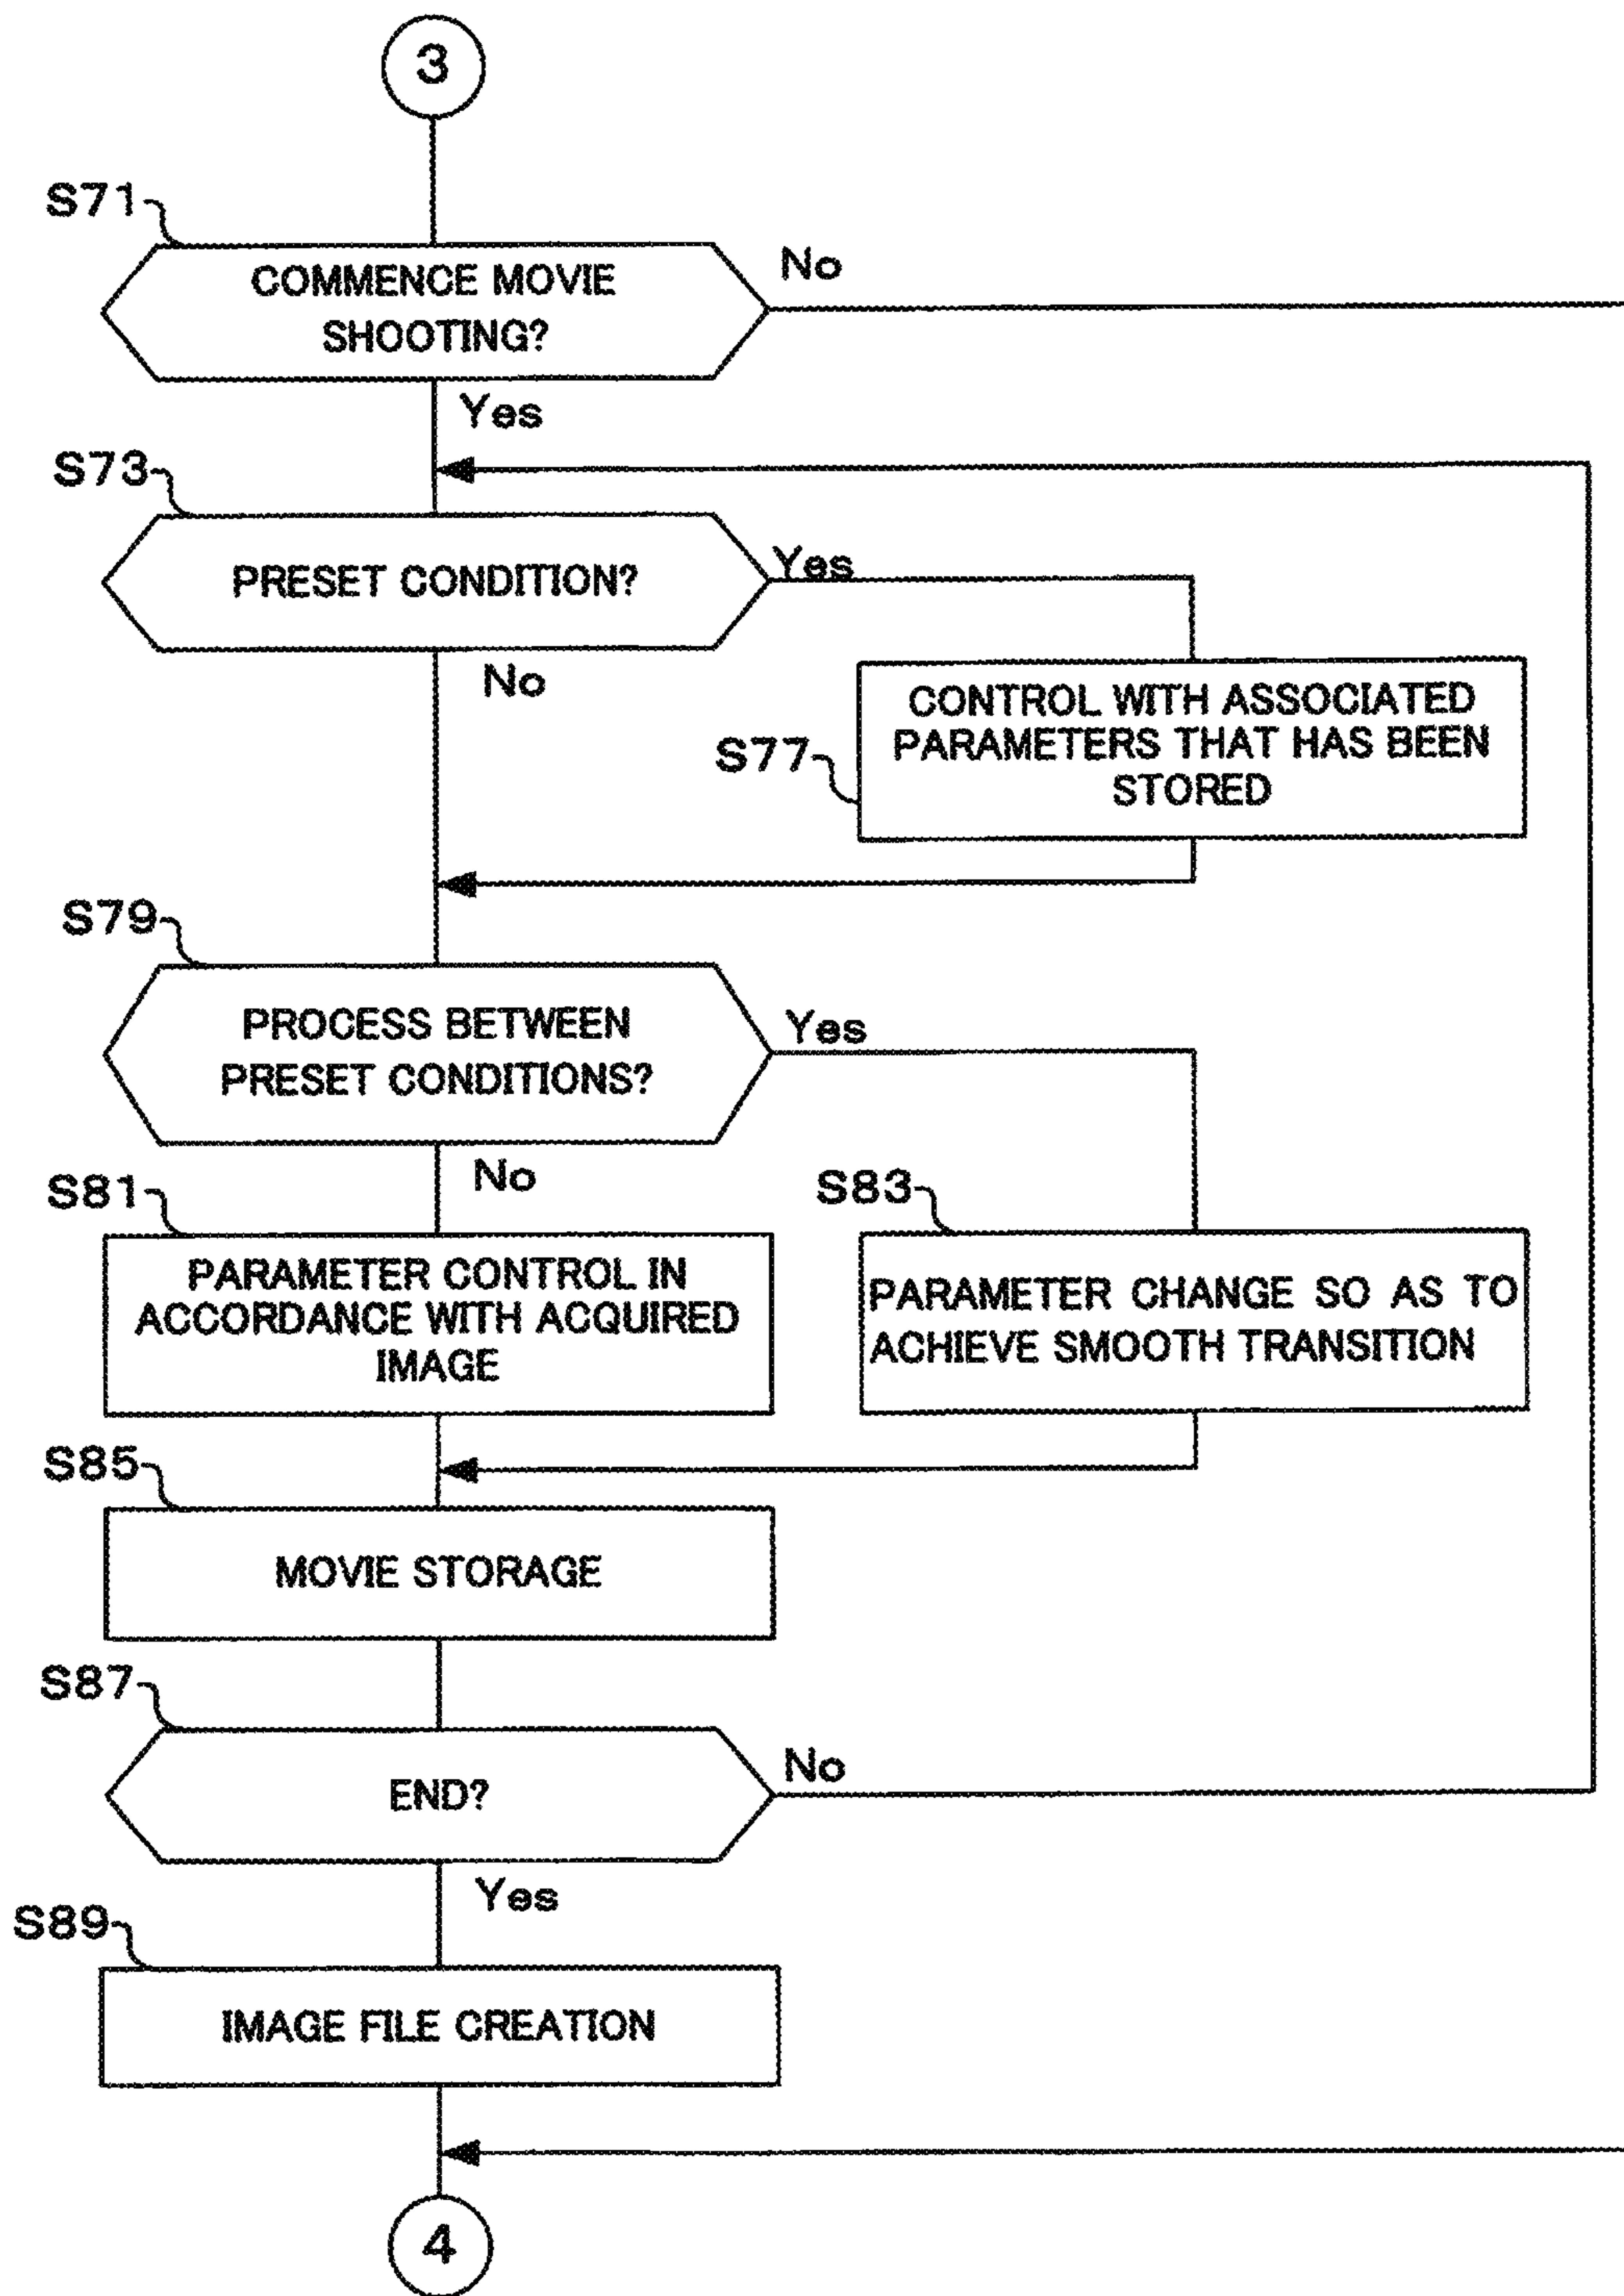 3
S71
COMMENCE MOVIE
SHOOTING?
No
Yes
S73
PRESET CONDITION?
Yes
No
S77
CONTROL WITH ASSOCIATED
PARAMETERS THAT HAS BEEN
STORED
S79
PROCESS BETWEEN
PRESET CONDITIONS?
Yes
No
S81
PARAMETER CONTROL IN
ACCORDANCE WITH ACQUIRED
IMAGE
S83
PARAMETER CHANGE SO AS TO
ACHIEVE SMOOTH TRANSITION
S85
MOVIE STORAGE
S87
END?
No
Yes
S89
IMAGE FILE CREATION
4